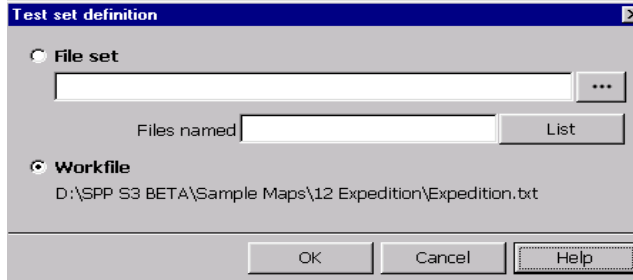 Test set definition
File set
...
Files named
List
Workfile
D:\SPP S3 BETA\Sample Maps\12 Expedition\Expedition.txt
OK
Cancel
Help